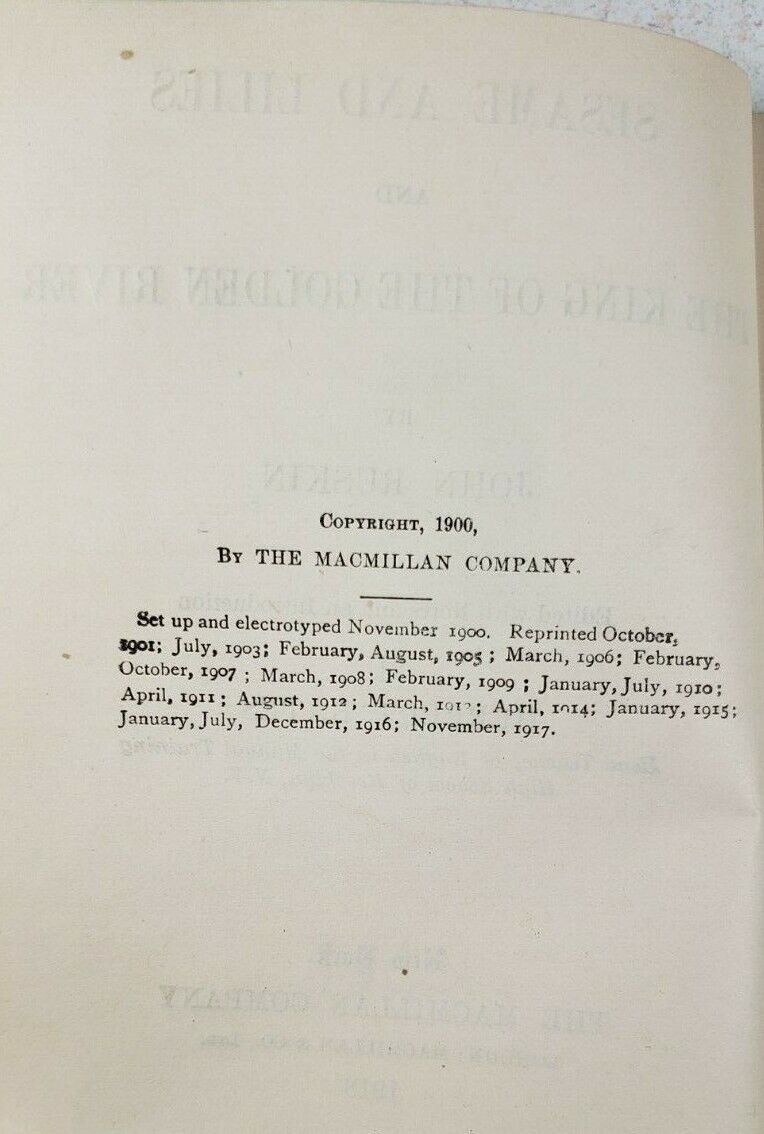 COPYRIGHT, 1900,
BY THE MACMILLAN COMPANY.
Set up and electrotyped November 1900. Reprinted October,
1901; July, 1903; February, August, 1905; March, 1906; February,
October, 1907; March, 1908; February, 1909; January, July, 1910;
April, 1911; August, 1912; March, 1913; April, 1914; January, 1915;
January, July, December, 1916; November, 1917.